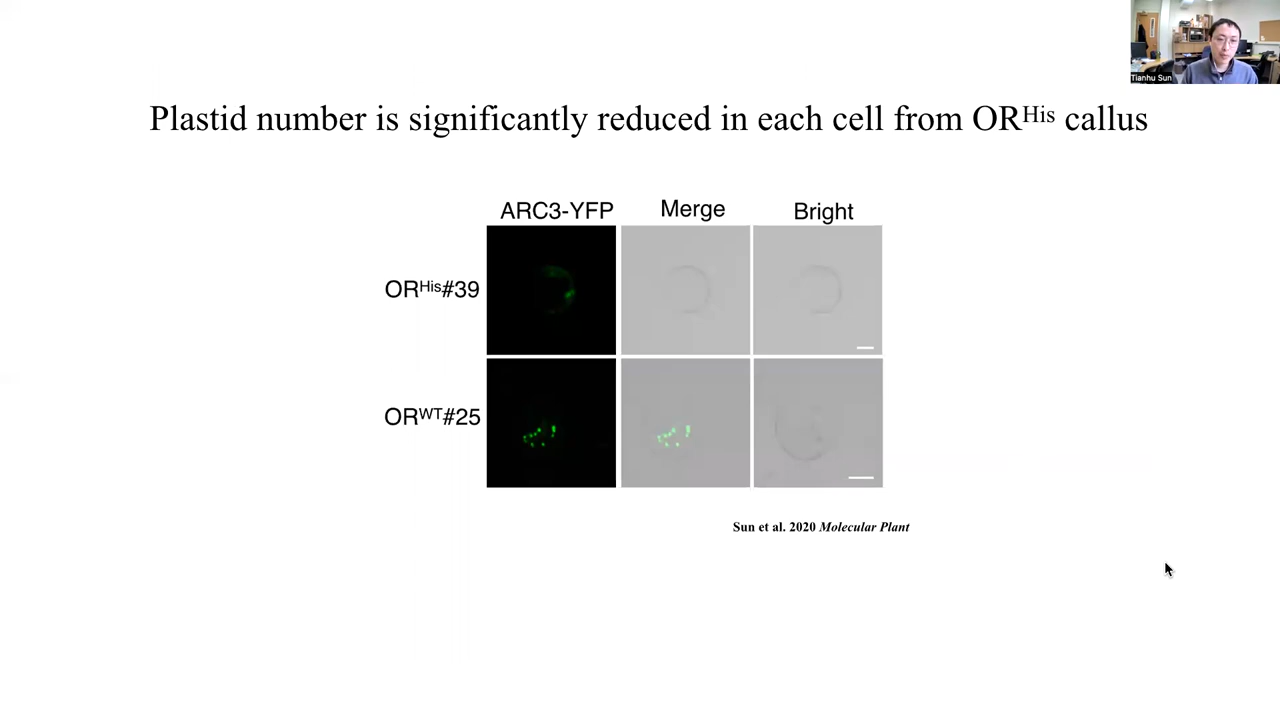 Tianhu Sun
Plastid number is significantly reduced in each cell from ORHis callus
ARC3-YFP Merge Bright
ORHis#39
ORWT#25
Sun et al. 2020 Molecular Plant